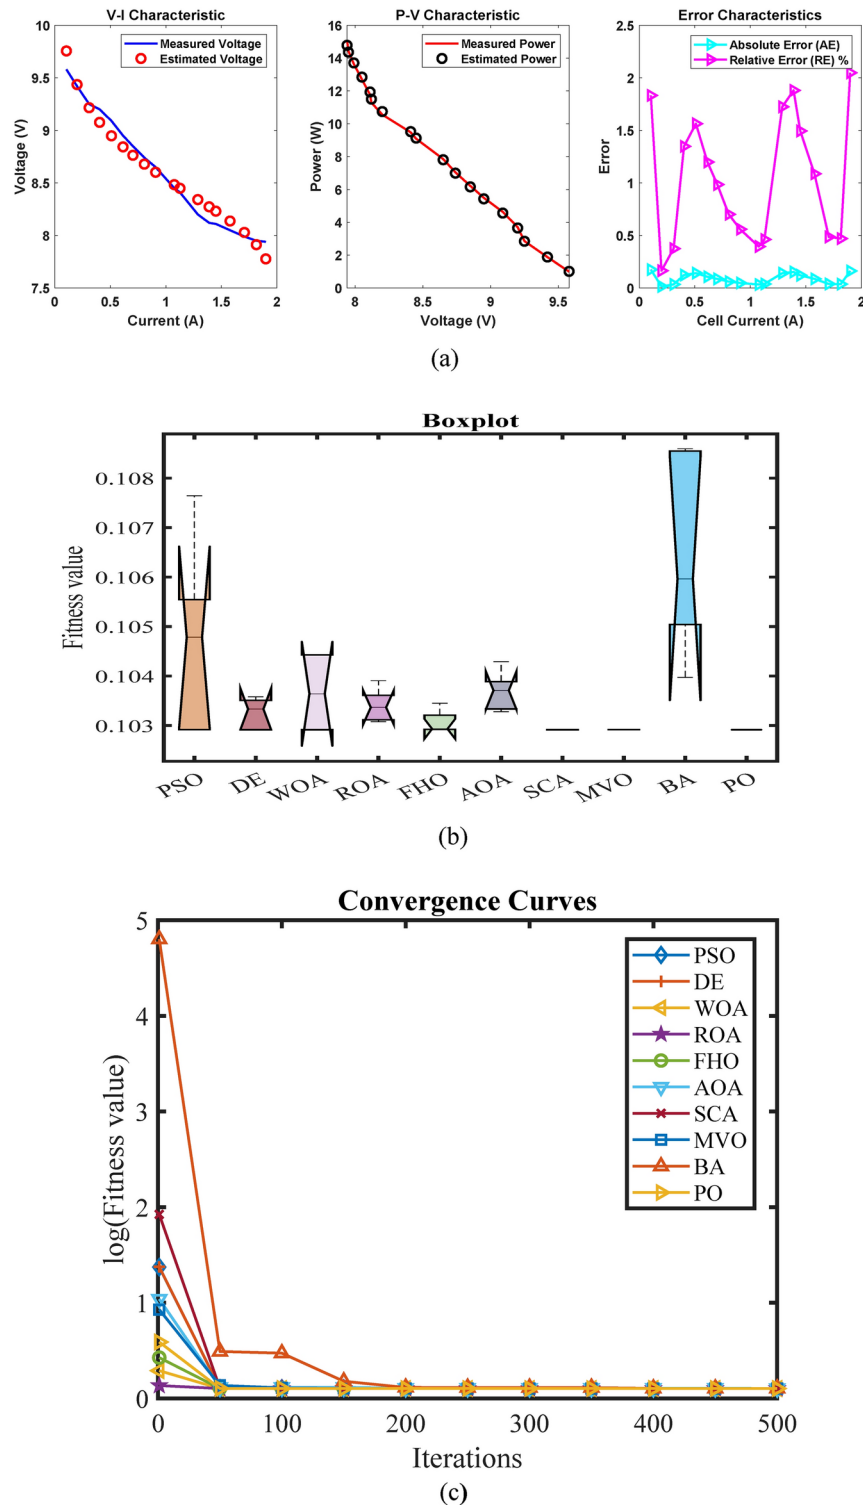 V-I Characteristic
Measured Voltage
Estimated Voltage
10
9.5
9
8.5
8
7.5
Voltage (V)
0 0.5 1 1.5 2
Current (A)
P-V Characteristic
Measured Power
Estimated Power
16
14
12
10
8
6
4
2
0
Power (W)
8 8.5 9 9.5
Voltage (V)
Error Characteristics
Absolute Error (AE)
Relative Error (RE) %
2.5
2
1.5
1
0.5
0
Error
0 0.5 1 1.5 2
Cell Current (A)
(a)
Boxplot
0.108
0.107
0.106
0.105
0.104
0.103
Fitness value
PSO DE WOA ROA FHO AOA SCA MVO BA PO
(b)
Convergence Curves
5
4
3
2
1
0
log(Fitness value)
PSO
DE
WOA
ROA
FHO
AOA
SCA
MVO
BA
PO
0 100 200 300 400 500
Iterations
(c)